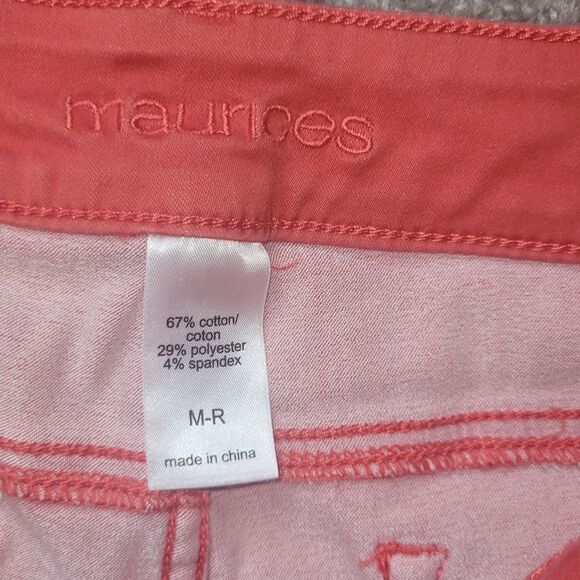 maurices
67% cotton/
coton
29% polyester
4% spandex
M-R
made in china